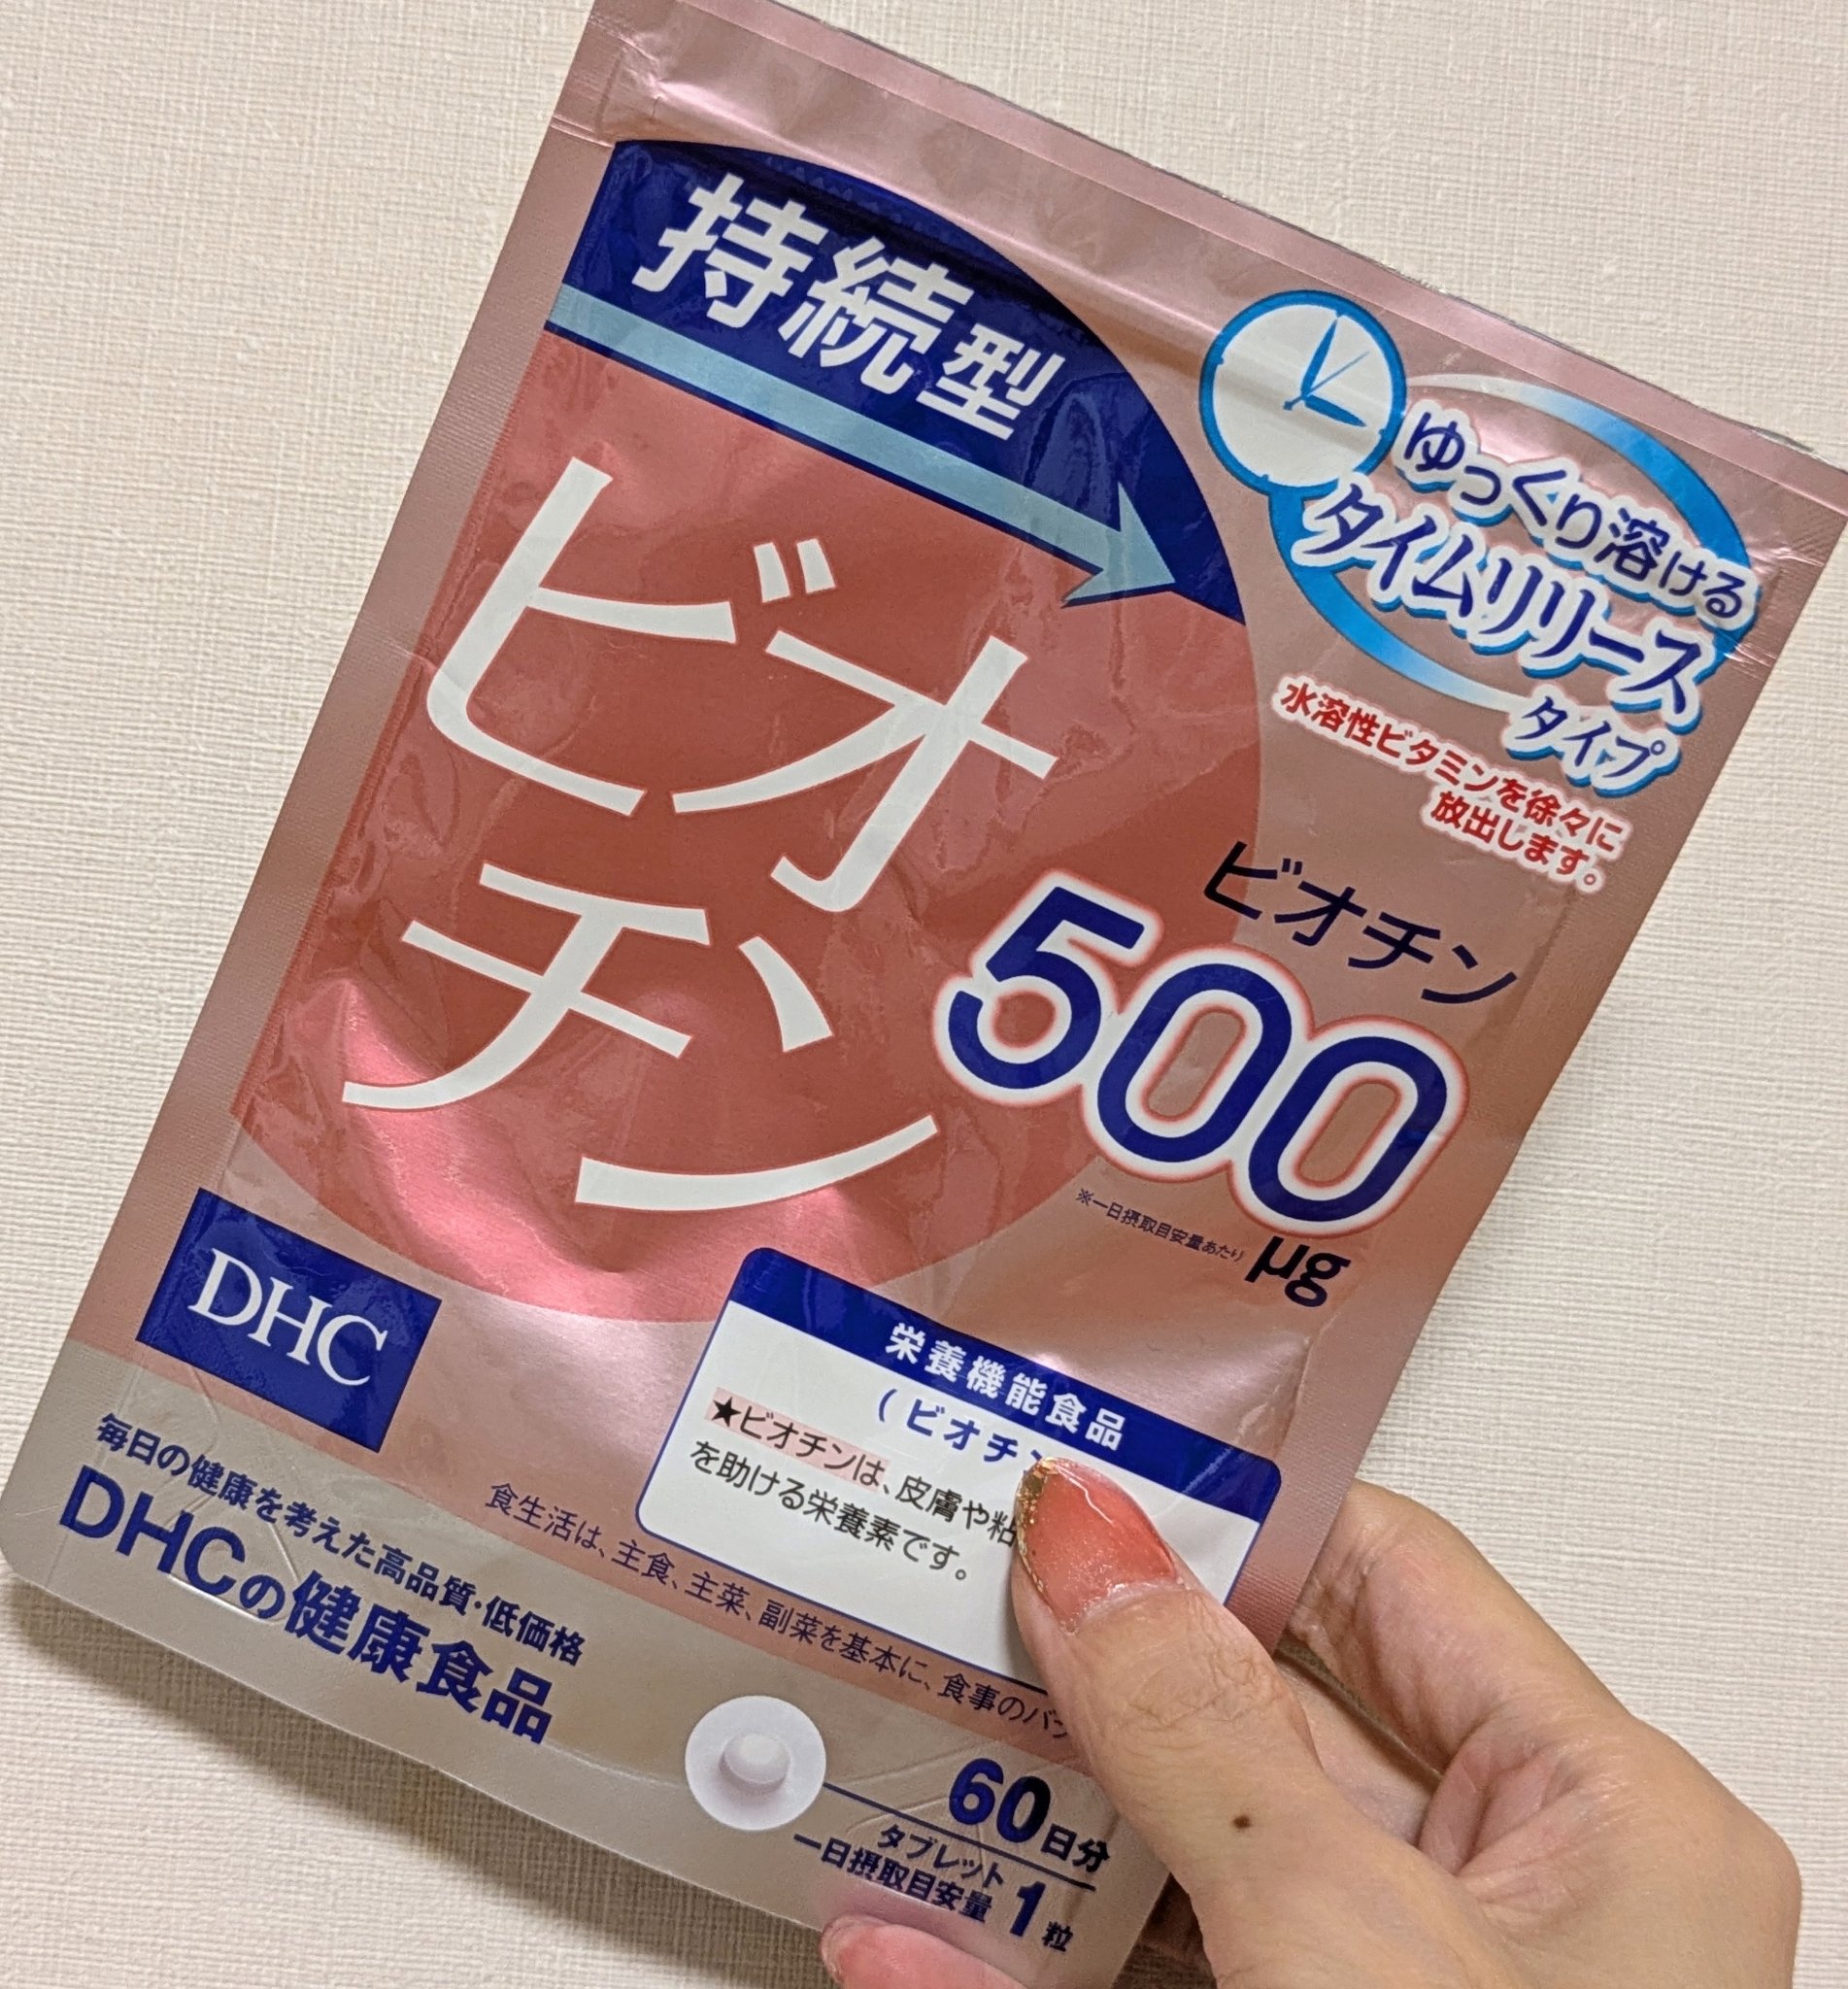 持続型
ビオ
チン
ゆっくり溶ける
タイムリリース
タイプ
水溶性ビタミンを徐々に
放出します。
ビオチン
500
μg
※一日摂取目安量あたり
DHC
栄養機能食品
(ビオチン
★ビオチンは、皮膚や粘
を助ける栄養素です。
食生活は、主食、主菜、副菜を基本に、食事のバラ
毎日の健康を考えた高品質・低価格
DHCの健康食品
60日分
タブレット
一日摂取目安量 1粒